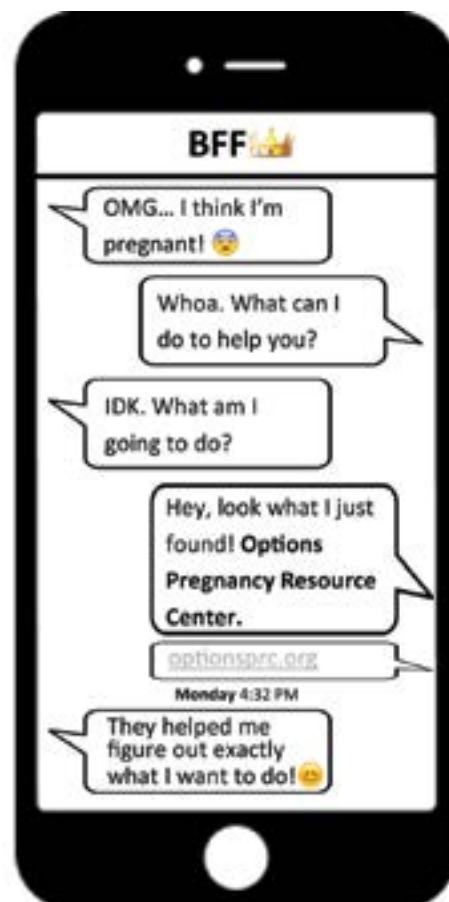 BFF👑
OMG... I think I'm
pregnant! 😨
Whoa. What can I
do to help you?
IDK. What am I
going to do?
Hey, look what I just
found! Options
Pregnancy Resource
Center.
optionsprc.org
Monday 4:32 PM
They helped me
figure out exactly
what I want to do!😊